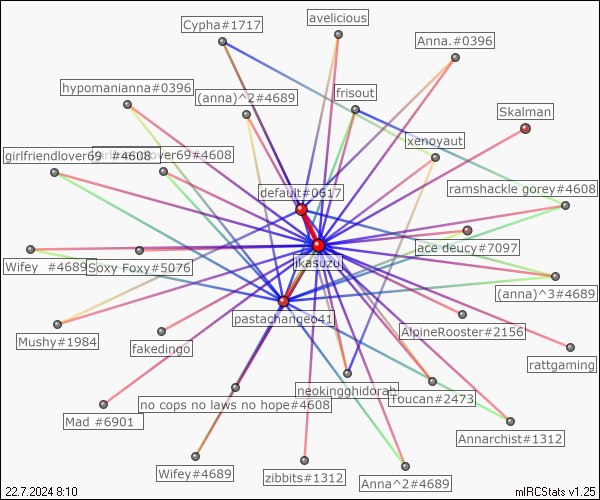 avelicious
Cypha#1717
Anna.#0396
hypomanianna#0396
(anna)^2#4689
frisout
Skalman
xenoyaut
girlfriendlover69 #4608
girlfriendlover69#4608
default#0617
ramshackle gorey#4608
ace deucy#7097
jikasuzu
Wifey #4689
Soxy Foxy#5076
(anna)^3#4689
pastachangeo41
AlpineRooster#2156
Mushy#1984
fakedingo
rattgaming
neokingghidorah
Toucan#2473
no cops no laws no hope#4608
Mad #6901
Annarchist#1312
Wifey#4689
zibbits#1312
Anna^2#4689
22.7.2024 8:10
mIRCStats v1.25